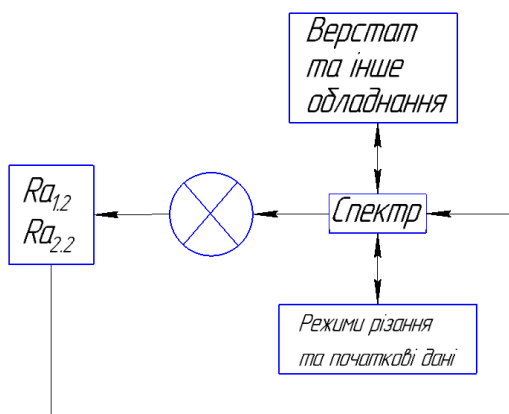 Верстат
та інше
обладнання
Ra1.2
Ra2.2
Спектр
Режими різання
та початкові дані